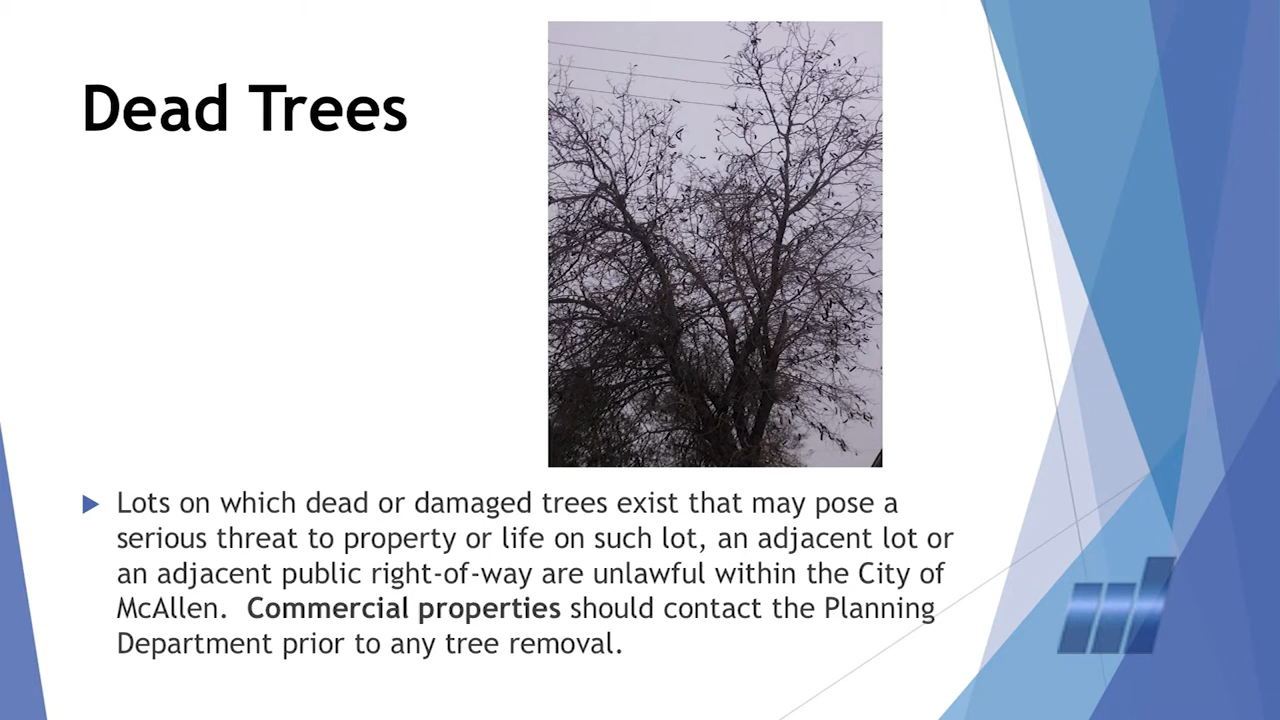 Dead Trees
Lots on which dead or damaged trees exist that may pose a
serious threat to property or life on such lot, an adjacent lot or
an adjacent public right-of-way are unlawful within the City of
McAllen.  Commercial properties should contact the Planning
Department prior to any tree removal.